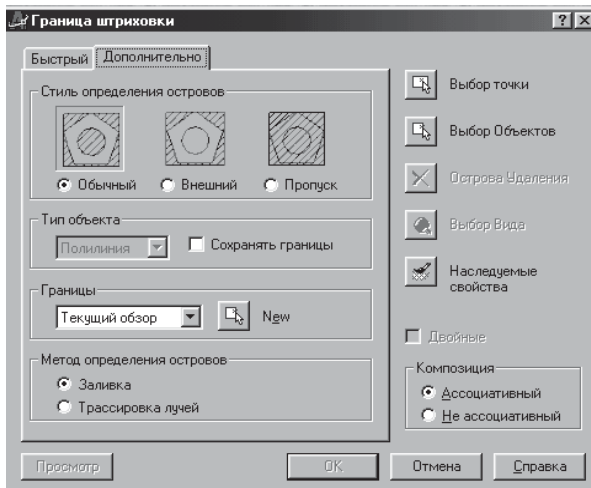 Граница штриховки
Быстрый
Дополнительно
Стиль определения островов
Обычный
Внешний
Пропуск
Тип объекта
Полилиния
Сохранять границы
Границы
Текущий обзор
New
Метод определения островов
Заливка
Трассировка лучей
Выбор точки
Выбор Объектов
Острова Удаления
Выбор Вида
Наследуемые
свойства
Двойные
Композиция
Ассоциативный
Не ассоциативный
Просмотр
OK
Отмена
Справка